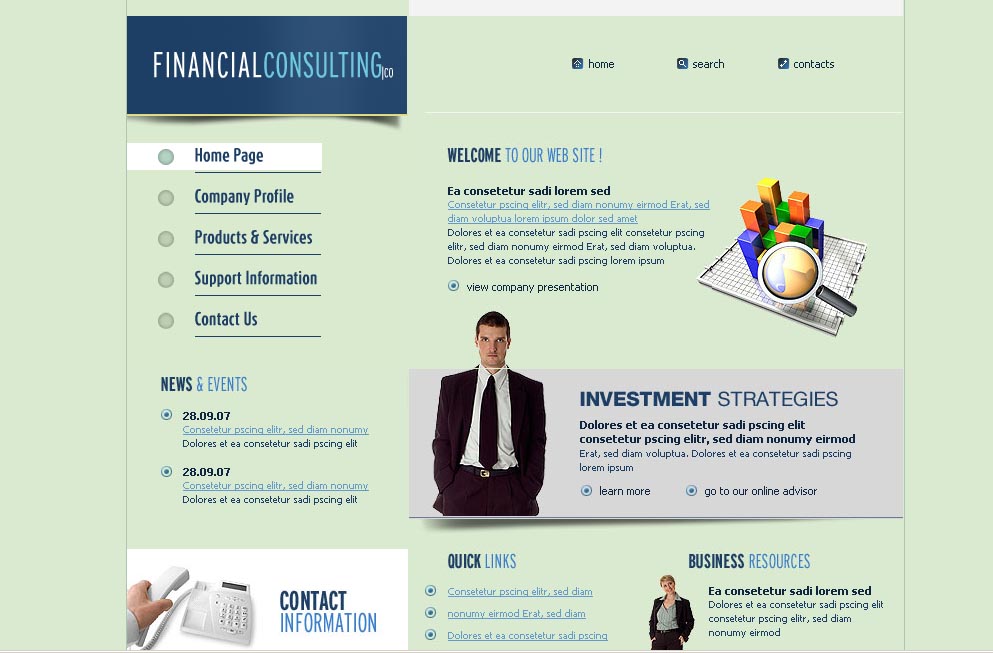 FINANCIALCONSULTING|co
home
search
contacts
Home Page
Company Profile
Products & Services
Support Information
Contact Us
NEWS & EVENTS
28.09.07
Consetetur pscing elitr, sed diam nonumy
Dolores et ea consetetur sadi pscing elit
28.09.07
Consetetur pscing elitr, sed diam nonumy
Dolores et ea consetetur sadi pscing elit
CONTACT
INFORMATION
WELCOME TO OUR WEB SITE !
Ea consetetur sadi lorem sed
Consetetur pscing elitr, sed diam nonumy eirmod Erat, sed
diam voluptua lorem ipsum dolor sed amet
Dolores et ea consetetur sadi pscing elit consetetur pscing
elitr, sed diam nonumy eirmod Erat, sed diam voluptua.
Dolores et ea consetetur sadi pscing lorem ipsum
view company presentation
INVESTMENT STRATEGIES
Dolores et ea consetetur sadi pscing elit
consetetur pscing elitr, sed diam nonumy eirmod
Erat, sed diam voluptua. Dolores et ea consetetur sadi pscing
lorem ipsum
learn more
go to our online advisor
QUICK LINKS
Consetetur pscing elitr, sed diam
nonumy eirmod Erat, sed diam
Dolores et ea consetetur sadi pscing
BUSINESS RESOURCES
Ea consetetur sadi lorem sed
Dolores et ea consetetur sadi pscing elit
consetetur pscing elitr, sed diam
nonumy eirmod